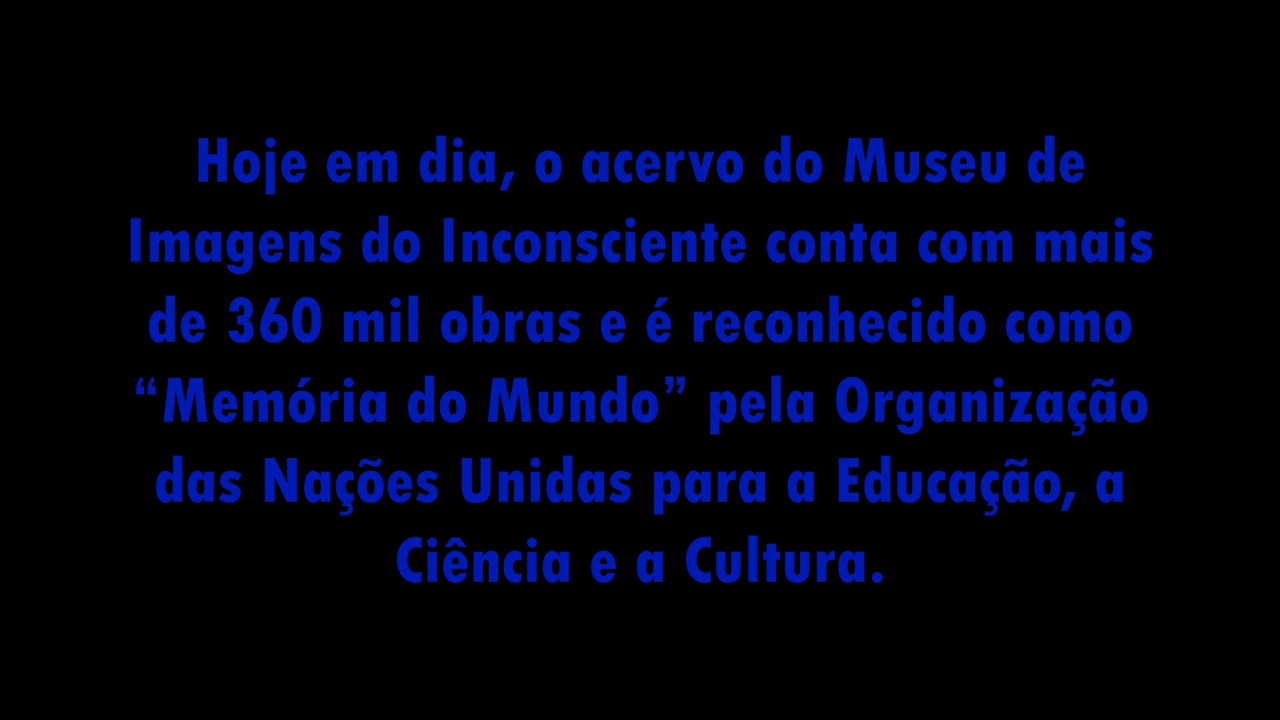 Hoje em dia, o acervo do Museu de
Imagens do Inconsciente conta com mais
de 360 mil obras e é reconhecido como
“Memória do Mundo” pela Organização
das Nações Unidas para a Educação, a
Ciência e a Cultura.